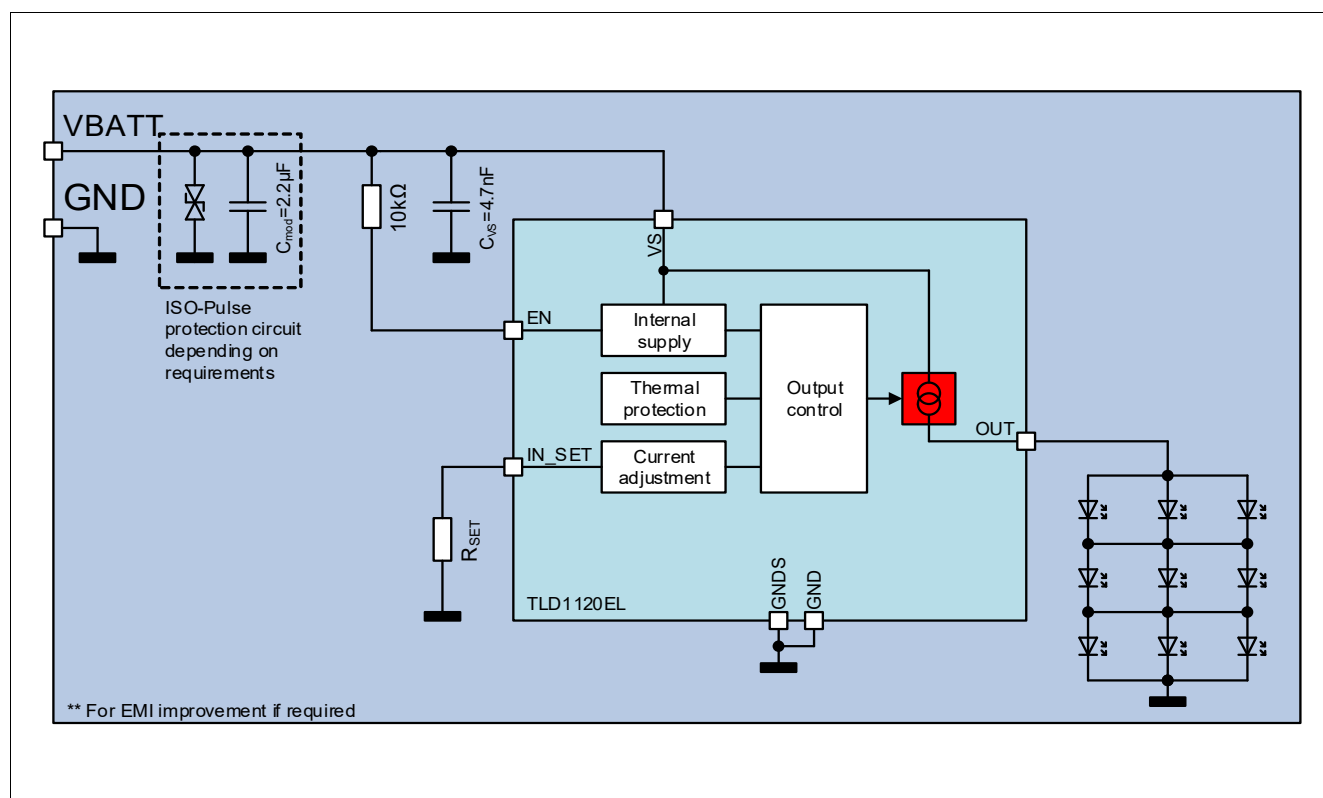 VBATT
GND
ISO-Pulse
protection circuit
depending on
requirements
Cmod=2.2µF
10kΩ
CVS=4.7nF
VS
EN
Internal
supply
Thermal
protection
Output
control
OUT
IN_SET
Current
adjustment
RSET
GNDS
GND
TLD1120EL
** For EMI improvement if required